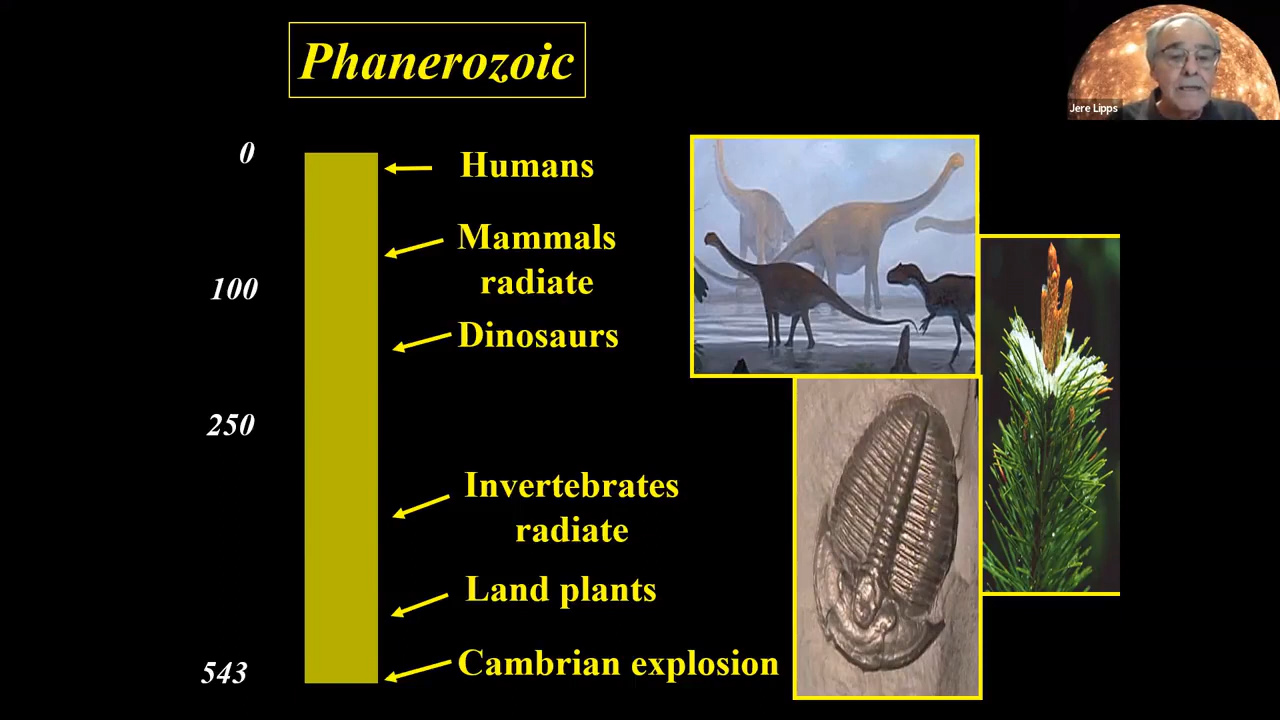 Phanerozoic
Jere Lipps
0
Humans
Mammals
radiate
100
Dinosaurs
250
Invertebrates
radiate
Land plants
Cambrian explosion
543